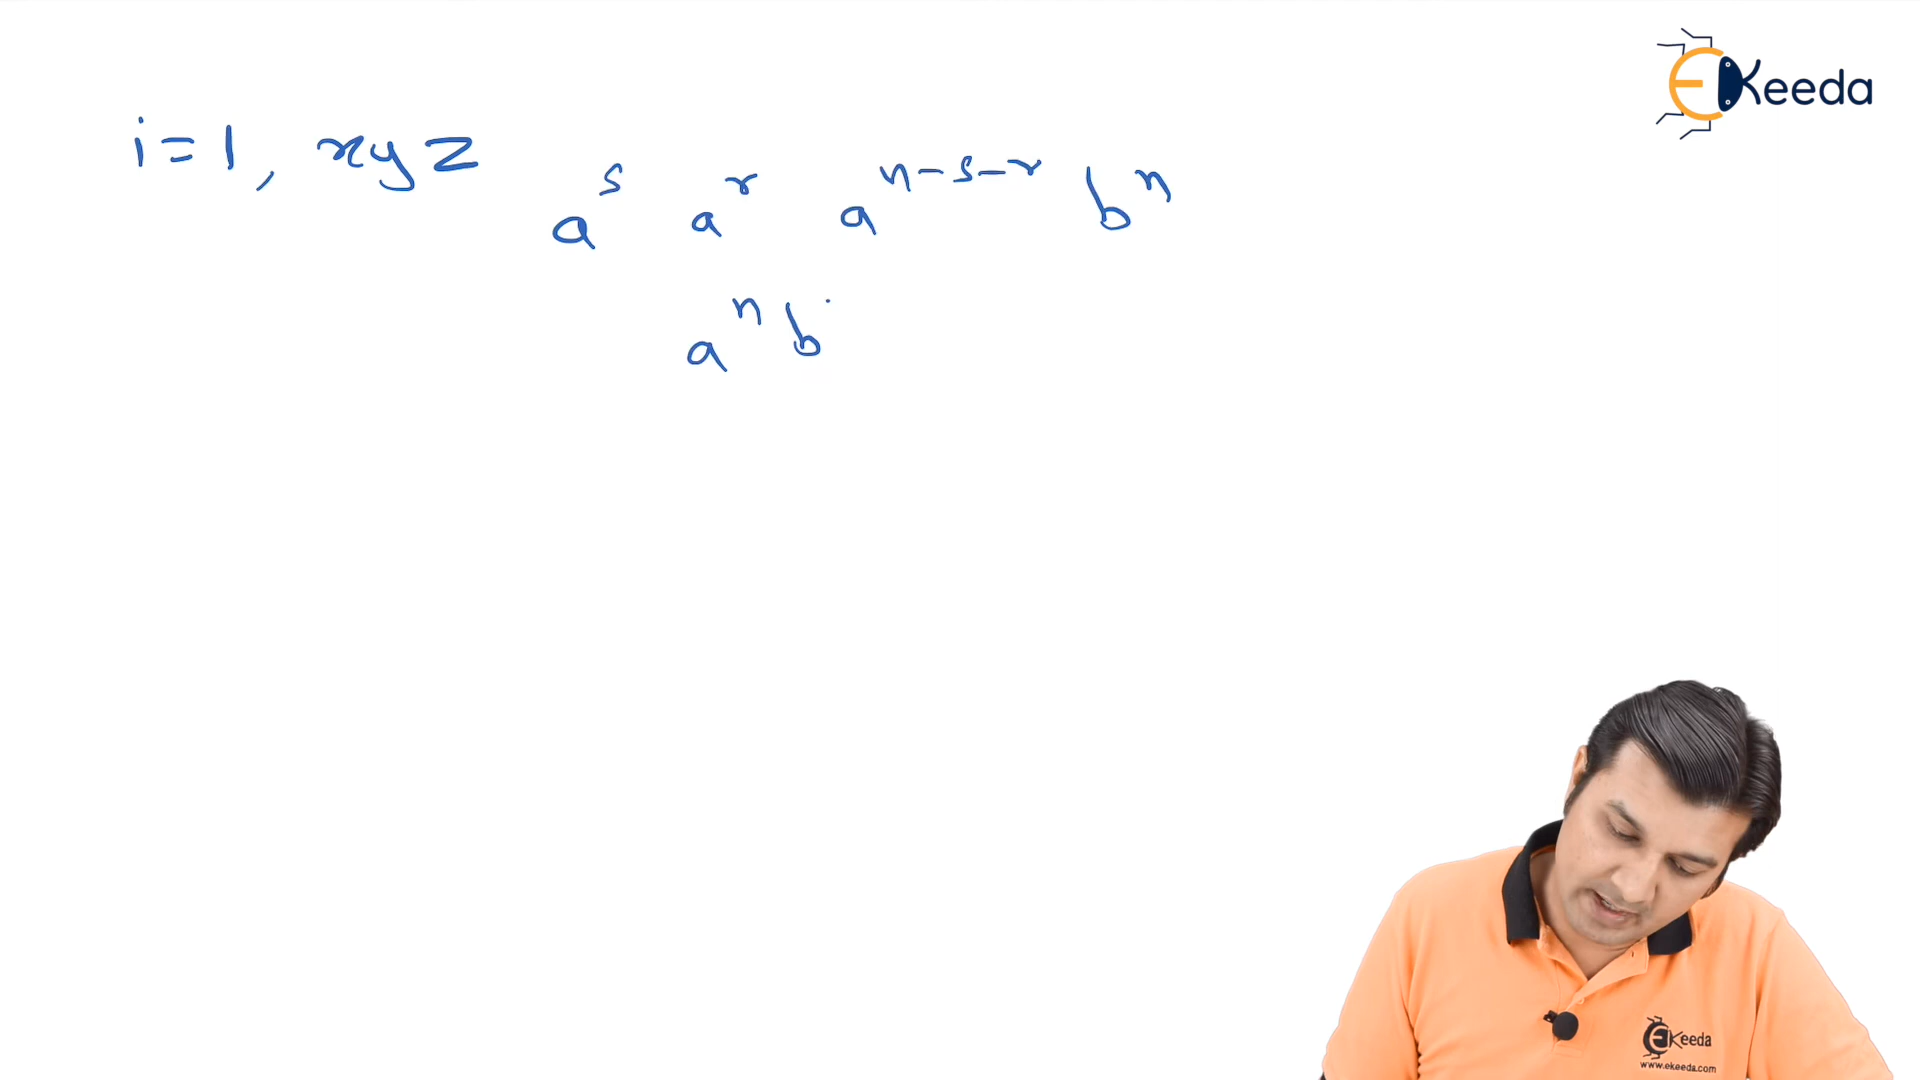 EKeeda
i=1, xyz
a^s a^r a^{n-s-r} b^n
a^n b
EKeeda
www.ekeeda.com